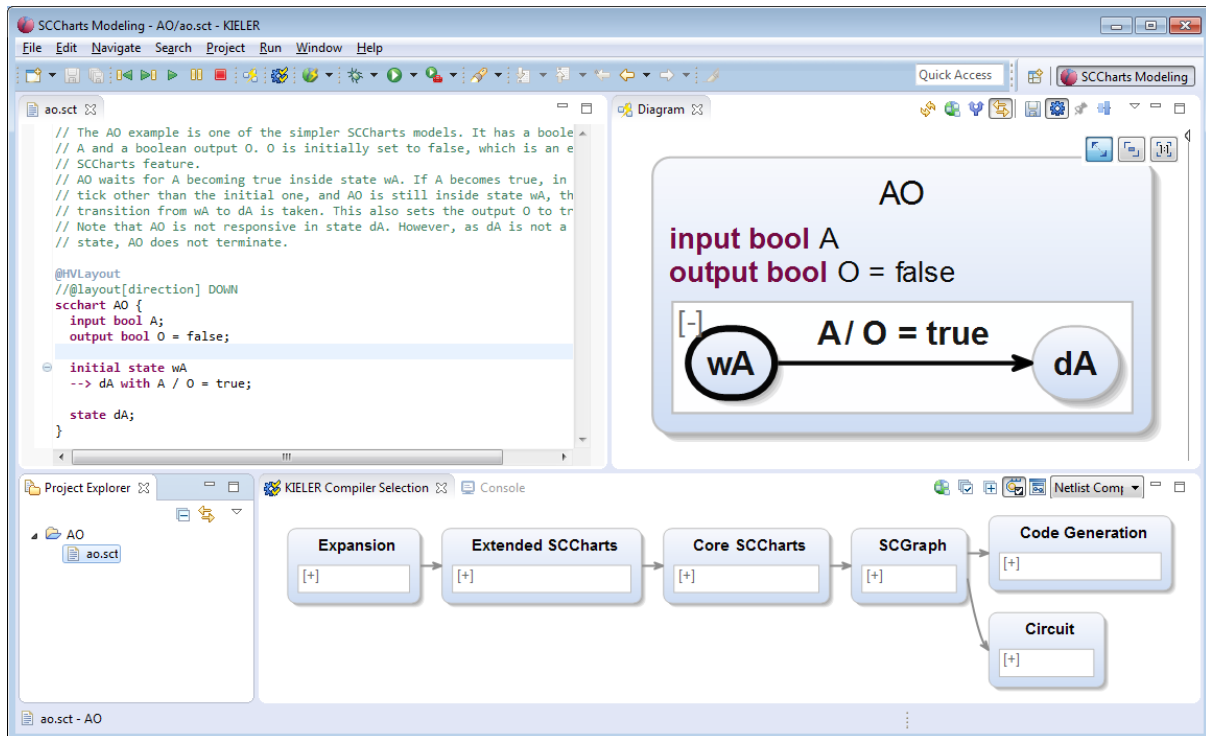 SCCharts Modeling - AO/ao.sct - KIELER
File Edit Navigate Search Project Run Window Help
Quick Access
SCCharts Modeling
ao.sct
// The AO example is one of the simpler SCCharts models. It has a boole
// A and a boolean output O. O is initially set to false, which is an e
// SCCharts feature.
// AO waits for A becoming true inside state wA. If A becomes true, in
// tick other than the initial one, and AO is still inside state wA, th
// transition from wA to dA is taken. This also sets the output O to tr
// Note that AO is not responsive in state dA. However, as dA is not a
// state, AO does not terminate.
@HVLayout
//@layout[direction] DOWN
scchart AO {
input bool A;
output bool O = false;
initial state wA
--> dA with A / O = true;
state dA;
}
Diagram
AO
input bool A
output bool O = false
[-]
A/ O = true
wA
dA
Project Explorer
AO
ao.sct
KIELER Compiler Selection
Console
Netlist Comp
Expansion
[+]
Extended SCCharts
[+]
Core SCCharts
[+]
SCGraph
[+]
Code Generation
[+]
Circuit
[+]
ao.sct - AO